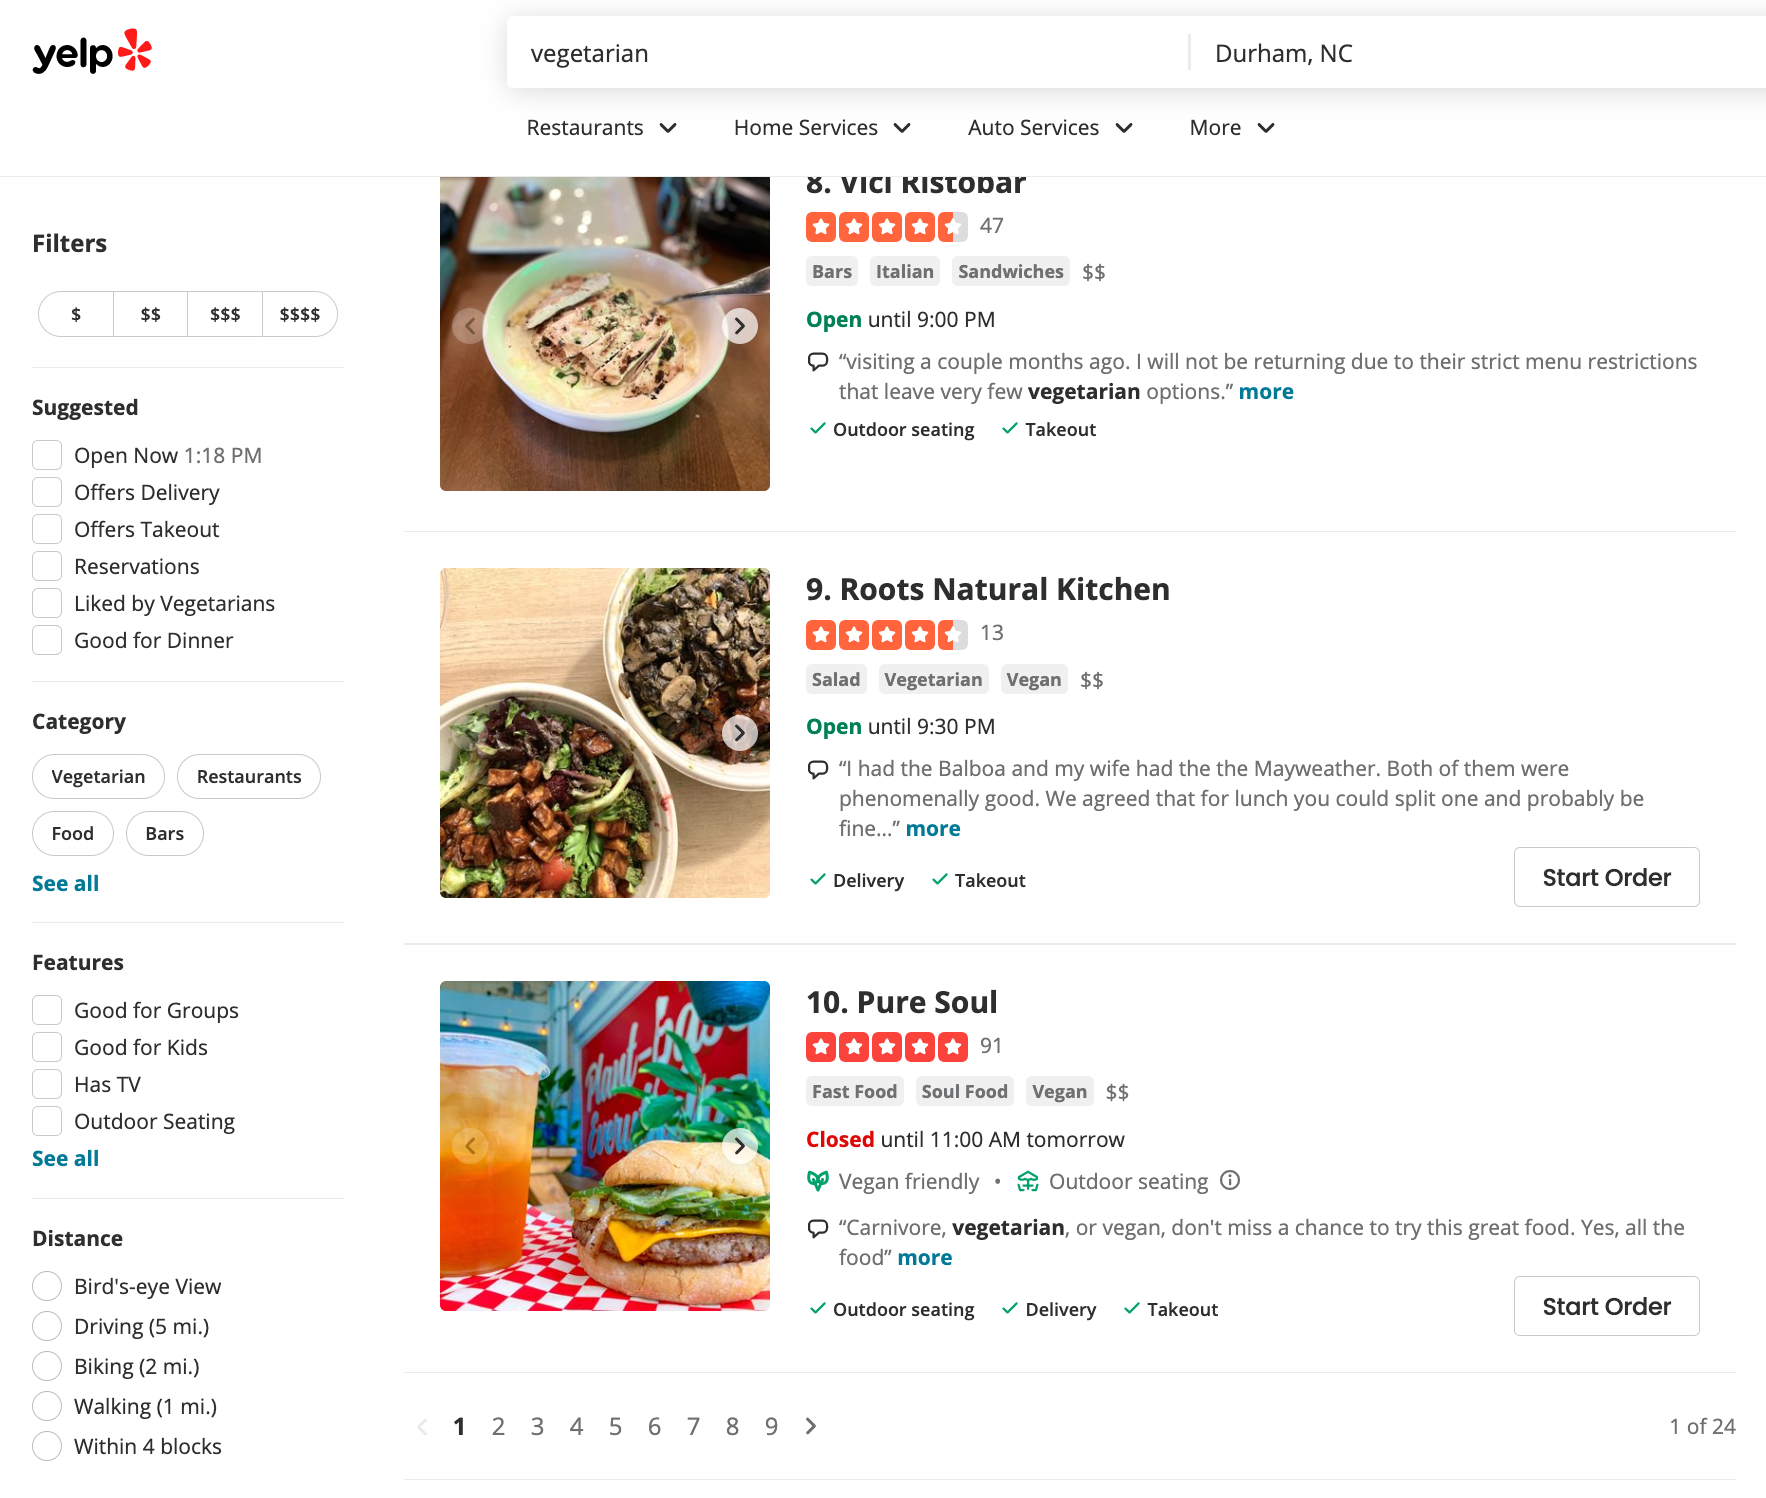 yelp
vegetarian
Durham, NC
Restaurants
Home Services
Auto Services
More
Filters
$
$$
$$$
$$$$
Suggested
Open Now 1:18 PM
Offers Delivery
Offers Takeout
Reservations
Liked by Vegetarians
Good for Dinner
Category
Vegetarian
Restaurants
Food
Bars
See all
Features
Good for Groups
Good for Kids
Has TV
Outdoor Seating
See all
Distance
Bird's-eye View
Driving (5 mi.)
Biking (2 mi.)
Walking (1 mi.)
Within 4 blocks
8. Vici Ristobar
47
Bars Italian Sandwiches $$
Open until 9:00 PM
“visiting a couple months ago. I will not be returning due to their strict menu restrictions
that leave very few vegetarian options.” more
Outdoor seating Takeout
9. Roots Natural Kitchen
13
Salad Vegetarian Vegan $$
Open until 9:30 PM
“I had the Balboa and my wife had the the Mayweather. Both of them were
phenomenally good. We agreed that for lunch you could split one and probably be
fine...” more
Delivery Takeout
Start Order
Plant-ba
10. Pure Soul
91
Fast Food Soul Food Vegan $$
Closed until 11:00 AM tomorrow
Vegan friendly • Outdoor seating
“Carnivore, vegetarian, or vegan, don't miss a chance to try this great food. Yes, all the
food” more
Outdoor seating Delivery Takeout
Start Order
1 2 3 4 5 6 7 8 9
1 of 24